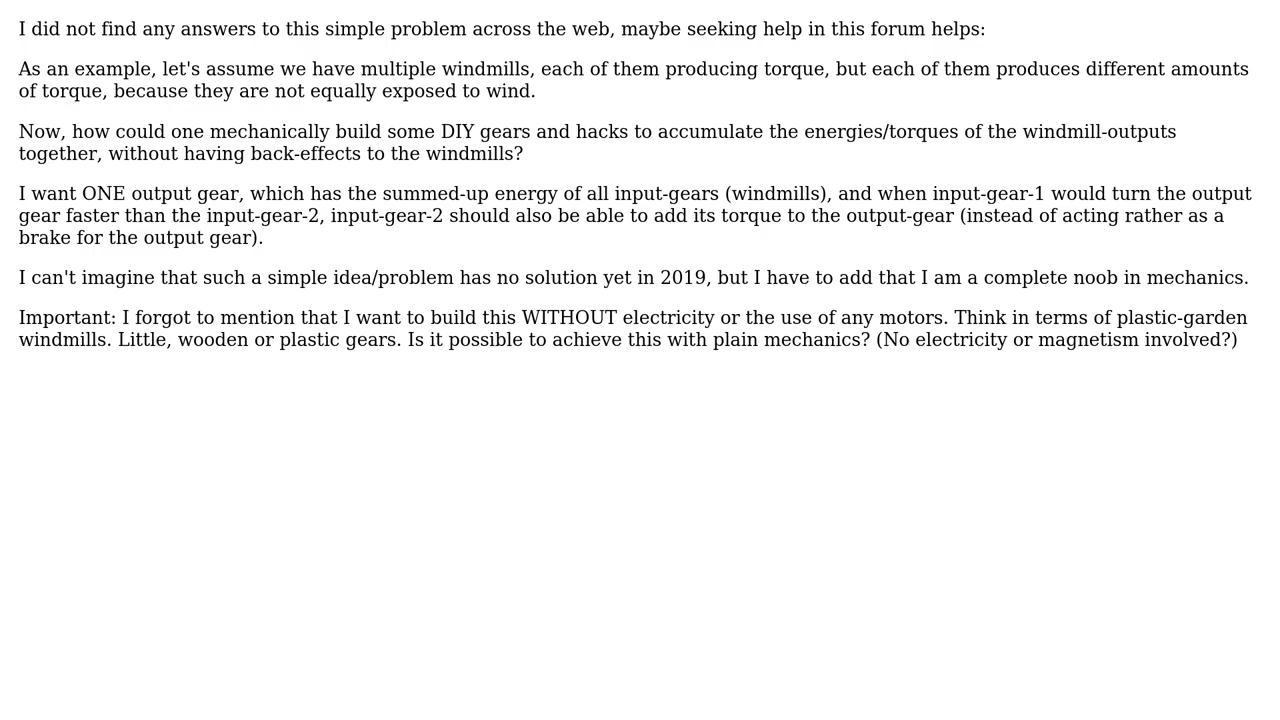 I did not find any answers to this simple problem across the web, maybe seeking help in this forum helps:
As an example, let's assume we have multiple windmills, each of them producing torque, but each of them produces different amounts
of torque, because they are not equally exposed to wind.
Now, how could one mechanically build some DIY gears and hacks to accumulate the energies/torques of the windmill-outputs
together, without having back-effects to the windmills?
I want ONE output gear, which has the summed-up energy of all input-gears (windmills), and when input-gear-1 would turn the output
gear faster than the input-gear-2, input-gear-2 should also be able to add its torque to the output-gear (instead of acting rather as a
brake for the output gear).
I can't imagine that such a simple idea/problem has no solution yet in 2019, but I have to add that I am a complete noob in mechanics.
Important: I forgot to mention that I want to build this WITHOUT electricity or the use of any motors. Think in terms of plastic-garden
windmills. Little, wooden or plastic gears. Is it possible to achieve this with plain mechanics? (No electricity or magnetism involved?)